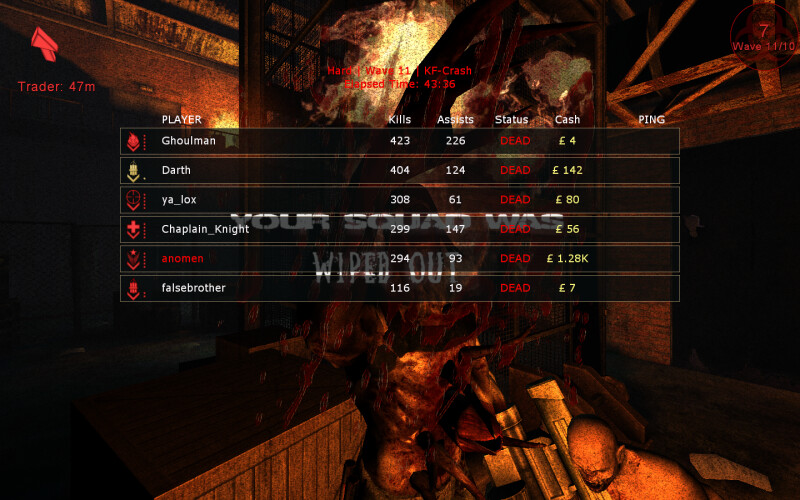 7
Wave 11/10
Trader: 47m
Hard | Wave 11 | KF-Crash
Elapsed Time: 43:36
PLAYER Kills Assists Status Cash PING
Ghoulman 423 226 DEAD £ 4
Darth 404 124 DEAD £ 142
ya_lox 308 61 DEAD £ 80
YOUR SQUAD WAS
Chaplain_Knight 299 147 DEAD £ 56
anomen 294 93 DEAD £ 1.28K
WIPED OUT
falsebrother 116 19 DEAD £ 7